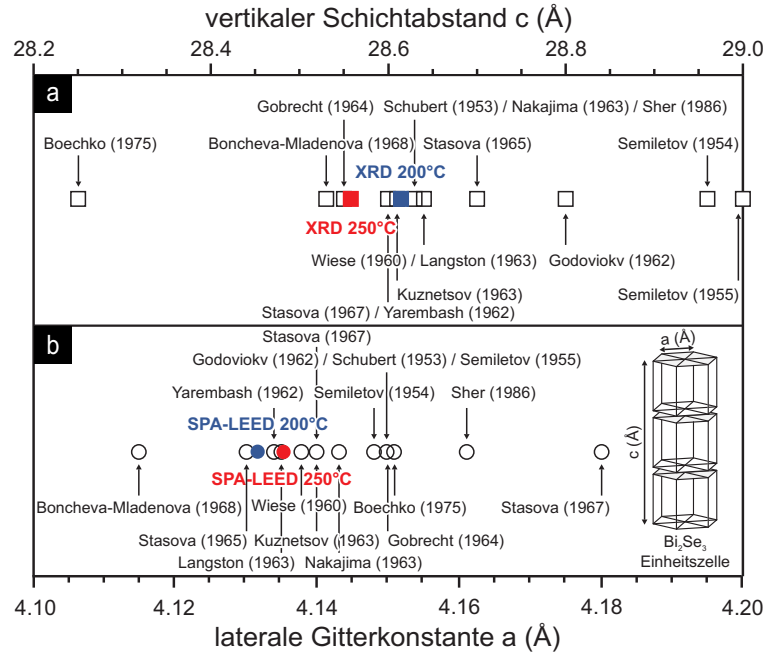 vertikaler Schichtabstand c (Å)
28.2 28.4 28.6 28.8 29.0
a
Gobrecht (1964) Schubert (1953) / Nakajima (1963) / Sher (1986)
Boechko (1975) Boncheva-Mladenova (1968) Stasova (1965) Semiletov (1954)
XRD 200°C
XRD 250°C
Wiese (1960) / Langston (1963) Godoviokv (1962)
Kuznetsov (1963) Semiletov (1955)
Stasova (1967) / Yarembash (1962)
b
Stasova (1967)
Godoviokv (1962) / Schubert (1953) / Semiletov (1955)
Yarembash (1962) Semiletov (1954) Sher (1986)
SPA-LEED 200°C
SPA-LEED 250°C
Boncheva-Mladenova (1968) Wiese (1960) Boechko (1975) Stasova (1967)
Stasova (1965) Kuznetsov (1963) Gobrecht (1964)
Langston (1963) Nakajima (1963)
a (Å)
c (Å)
Bi₂Se₃
Einheitszelle
4.10 4.12 4.14 4.16 4.18 4.20
laterale Gitterkonstante a (Å)